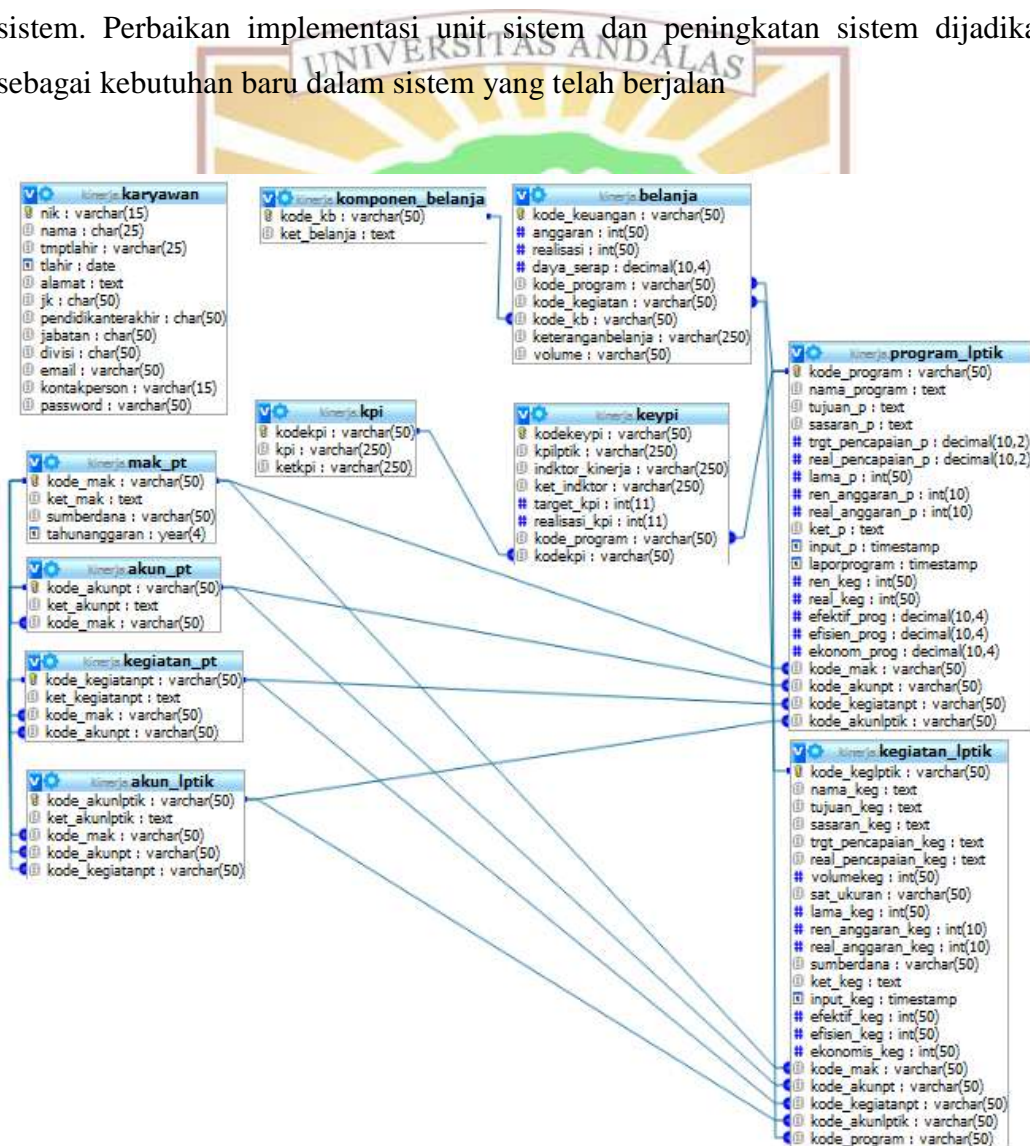 sistem. Perbaikan implementasi unit sistem dan peningkatan sistem dijadika
UNIVERSITAS ANDALAS
sebagai kebutuhan baru dalam sistem yang telah berjalan
kinerja.karyawan
nik : varchar(15)
nama : char(25)
tmptlahir : varchar(25)
tlahir : date
alamat : text
jk : char(50)
pendidikanterakhir : char(50)
jabatan : char(50)
divisi : char(50)
email : varchar(50)
kontakperson : varchar(15)
password : varchar(50)
kinerja.komponen_belanja
kode_kb : varchar(50)
ket_belanja : text
kinerja.belanja
kode_keuangan : varchar(50)
anggaran : int(50)
realisasi : int(50)
daya_serap : decimal(10,4)
kode_program : varchar(50)
kode_kegiatan : varchar(50)
kode_kb : varchar(50)
keteranganbelanja : varchar(250)
volume : varchar(50)
kinerja.kpi
kodekpi : varchar(50)
kpi : varchar(250)
ketkpi : varchar(250)
kinerja.keypi
kodekeypi : varchar(50)
kpilptik : varchar(250)
indktor_kinerja : varchar(250)
ket_indktor : varchar(250)
target_kpi : int(11)
realisasi_kpi : int(11)
kode_program : varchar(50)
kodekpi : varchar(50)
kinerja.program_lptik
kode_program : varchar(50)
nama_program : text
tujuan_p : text
sasaran_p : text
trgt_pencapaian_p : decimal(10,2)
real_pencapaian_p : decimal(10,2)
lama_p : int(50)
ren_anggaran_p : int(10)
real_anggaran_p : int(10)
ket_p : text
input_p : timestamp
laporprogram : timestamp
ren_keg : int(50)
real_keg : int(50)
efektif_prog : decimal(10,4)
efisien_prog : decimal(10,4)
ekonom_prog : decimal(10,4)
kode_mak : varchar(50)
kode_akunpt : varchar(50)
kode_kegiatanpt : varchar(50)
kode_akunlptik : varchar(50)
kinerja.mak_pt
kode_mak : varchar(50)
ket_mak : text
sumberdana : varchar(50)
tahunanggaran : year(4)
kinerja.akun_pt
kode_akunpt : varchar(50)
ket_akunpt : text
kode_mak : varchar(50)
kinerja.kegiatan_pt
kode_kegiatanpt : varchar(50)
ket_kegiatanpt : text
kode_mak : varchar(50)
kode_akunpt : varchar(50)
kinerja.akun_lptik
kode_akunlptik : varchar(50)
ket_akunlptik : text
kode_mak : varchar(50)
kode_akunpt : varchar(50)
kode_kegiatanpt : varchar(50)
kinerja.kegiatan_lptik
kode_keglptik : varchar(50)
nama_keg : text
tujuan_keg : text
sasaran_keg : text
trgt_pencapaian_keg : text
real_pencapaian_keg : text
volumekeg : int(50)
sat_ukuran : varchar(50)
lama_keg : int(50)
ren_anggaran_keg : int(10)
real_anggaran_keg : int(10)
sumberdana : varchar(50)
ket_keg : text
input_keg : timestamp
efektif_keg : int(50)
efisien_keg : int(50)
ekonomis_keg : int(50)
kode_mak : varchar(50)
kode_akunpt : varchar(50)
kode_kegiatanpt : varchar(50)
kode_akunlptik : varchar(50)
kode_program : varchar(50)